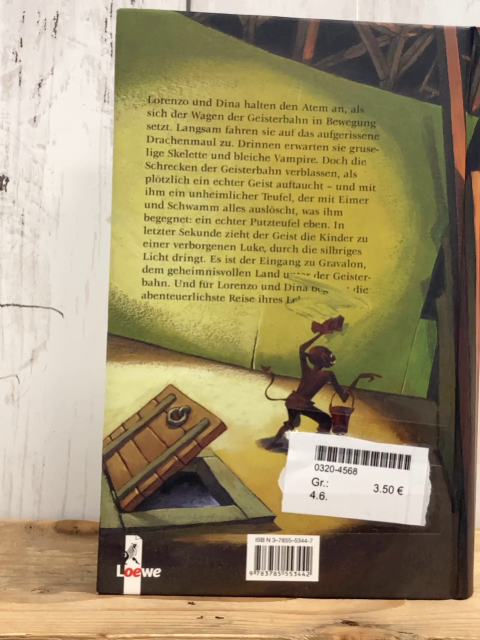 Lorenzo und Dina halten den Atem an, als
sich der Wagen der Geisterbahn in Bewegung
setzt. Langsam fahren sie auf das aufgerissene
Drachenmaul zu. Drinnen erwarten sie gruse-
lige Skelette und bleiche Vampire. Doch die
Schrecken der Geisterbahn verblassen, als
plötzlich ein echter Geist auftaucht – und mit
ihm ein unheimlicher Teufel, der mit Eimer
und Schwamm alles auslöscht, was ihm
begegnet: ein echter Putzteufel eben. In
letzter Sekunde zieht der Geist die Kinder zu
einer verborgenen Luke, durch die silbriges
Licht dringt. Es ist der Eingang zu Gravalon,
dem geheimnisvollen Land unter der Geister-
bahn. Und für Lorenzo und Dina die
abenteuerlichste Reise ihres
0320-4568
Gr.: 3.50 €
4.6.
ISBN 3-7855-5344-7
9 783785 553442
Loewe